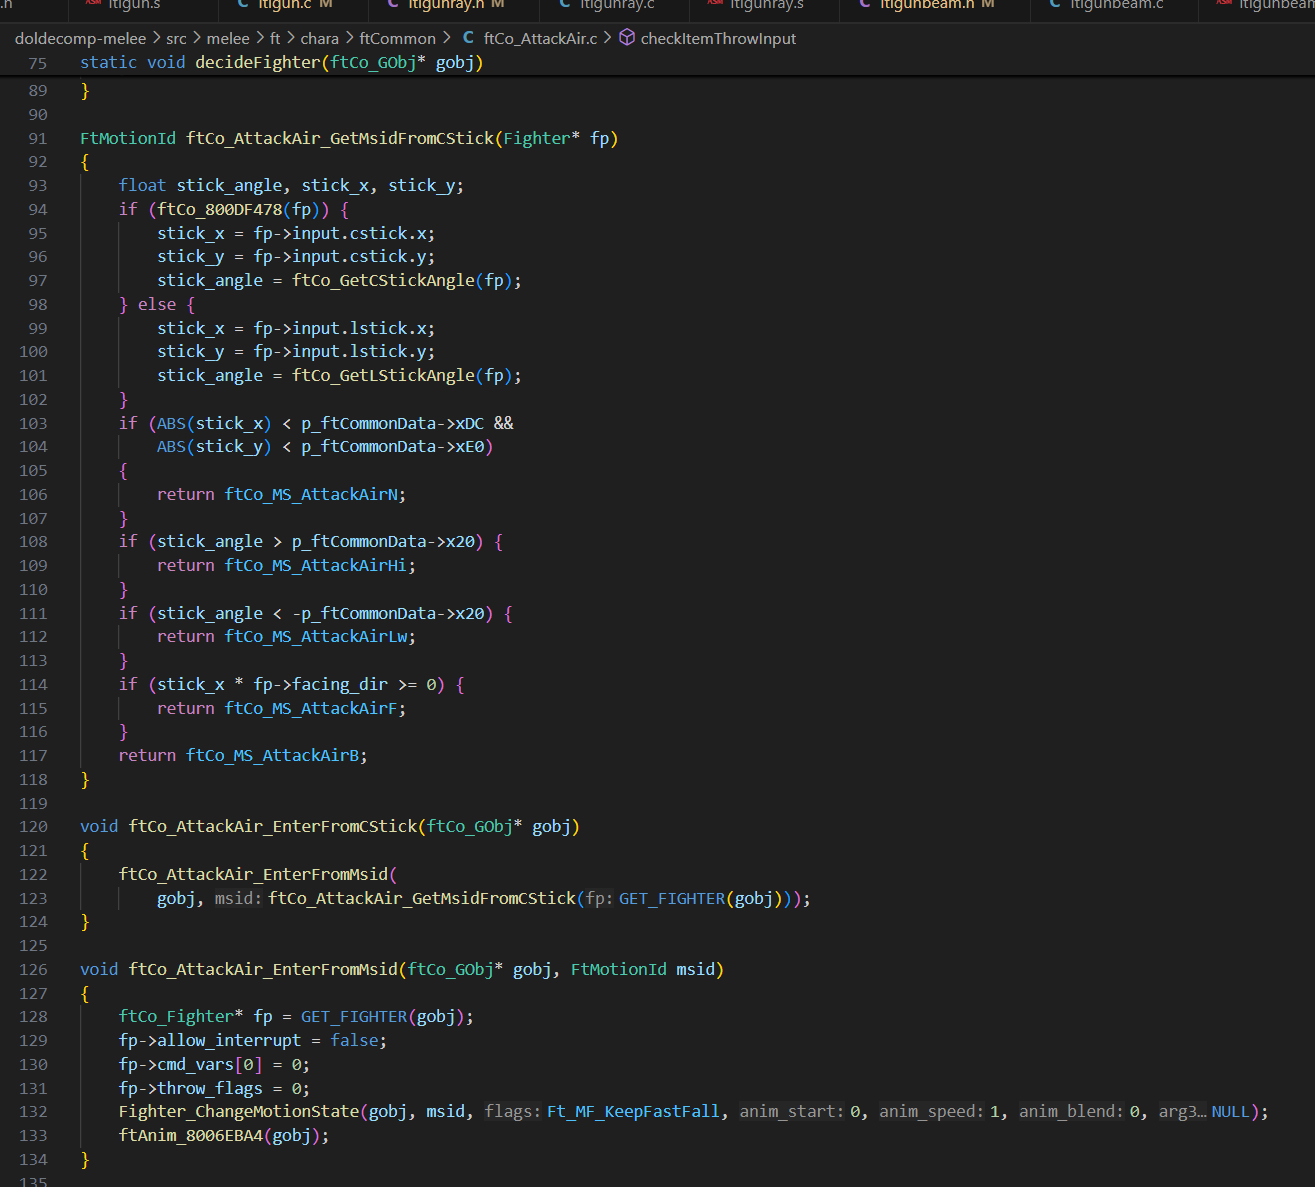 ltlgun.s
ltlgun.c M
ltlgunray.h M
ltlgunray.c
ltlgunray.s
ltlgunbeam.h M
ltlgunbeam.c
doldecomp-melee > src > melee > ft > chara > ftCommon > C ftCo_AttackAir.c > checkItemThrowInput
75 static void decideFighter(ftCo_GObj* gobj)
89 }
90
91 FtMotionId ftCo_AttackAir_GetMsidFromCStick(Fighter* fp)
92 {
93 float stick_angle, stick_x, stick_y;
94 if (ftCo_800DF478(fp)) {
95 stick_x = fp->input.cstick.x;
96 stick_y = fp->input.cstick.y;
97 stick_angle = ftCo_GetCStickAngle(fp);
98 } else {
99 stick_x = fp->input.lstick.x;
100 stick_y = fp->input.lstick.y;
101 stick_angle = ftCo_GetLStickAngle(fp);
102 }
103 if (ABS(stick_x) < p_ftCommonData->xDC &&
104 ABS(stick_y) < p_ftCommonData->xE0)
105 {
106 return ftCo_MS_AttackAirN;
107 }
108 if (stick_angle > p_ftCommonData->x20) {
109 return ftCo_MS_AttackAirHi;
110 }
111 if (stick_angle < -p_ftCommonData->x20) {
112 return ftCo_MS_AttackAirLw;
113 }
114 if (stick_x * fp->facing_dir >= 0) {
115 return ftCo_MS_AttackAirF;
116 }
117 return ftCo_MS_AttackAirB;
118 }
119
120 void ftCo_AttackAir_EnterFromCStick(ftCo_GObj* gobj)
121 {
122 ftCo_AttackAir_EnterFromMsid(
123 gobj, msid: ftCo_AttackAir_GetMsidFromCStick(fp: GET_FIGHTER(gobj)));
124 }
125
126 void ftCo_AttackAir_EnterFromMsid(ftCo_GObj* gobj, FtMotionId msid)
127 {
128 ftCo_Fighter* fp = GET_FIGHTER(gobj);
129 fp->allow_interrupt = false;
130 fp->cmd_vars[0] = 0;
131 fp->throw_flags = 0;
132 Fighter_ChangeMotionState(gobj, msid, flags: Ft_MF_KeepFastFall, anim_start: 0, anim_speed: 1, anim_blend: 0, arg3… NULL);
133 ftAnim_8006EBA4(gobj);
134 }
135